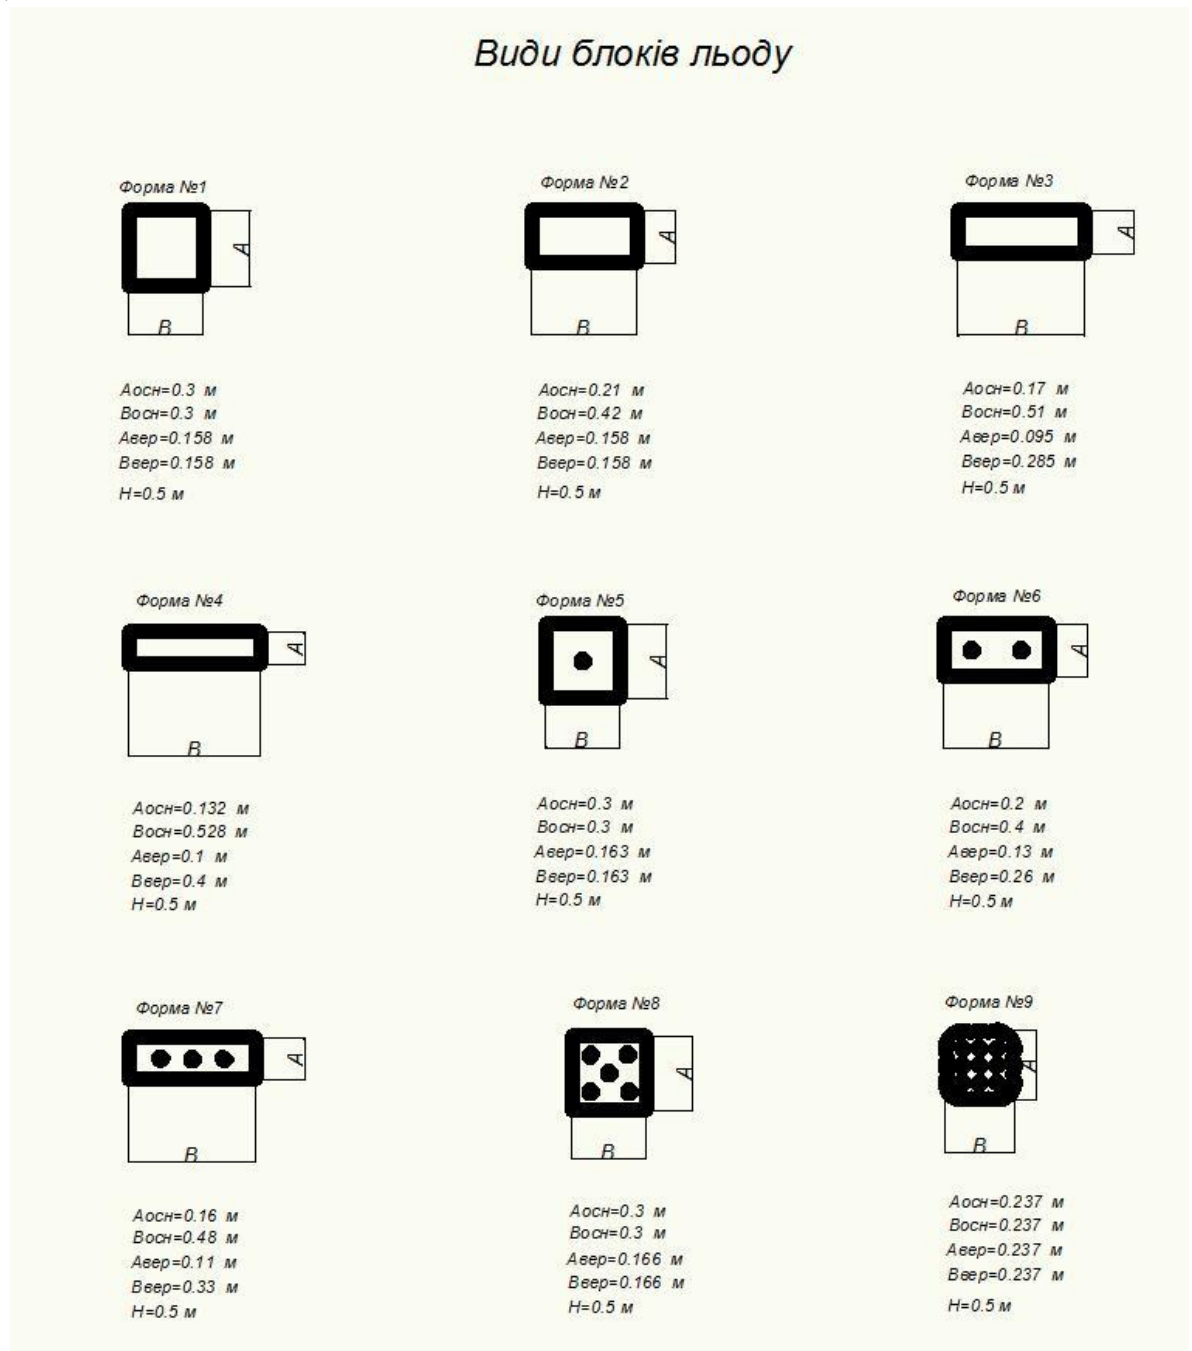 Види блоків льоду
Форма №1
A
B
Аосн=0.3 м
Восн=0.3 м
Авер=0.158 м
Ввер=0.158 м
Н=0.5 м
Форма №2
A
B
Аосн=0.21 м
Восн=0.42 м
Авер=0.158 м
Ввер=0.158 м
Н=0.5 м
Форма №3
A
B
Аосн=0.17 м
Восн=0.51 м
Авер=0.095 м
Ввер=0.285 м
Н=0.5 м
Форма №4
A
B
Аосн=0.132 м
Восн=0.528 м
Авер=0.1 м
Ввер=0.4 м
Н=0.5 м
Форма №5
A
B
Аосн=0.3 м
Восн=0.3 м
Авер=0.163 м
Ввер=0.163 м
Н=0.5 м
Форма №6
A
B
Аосн=0.2 м
Восн=0.4 м
Авер=0.13 м
Ввер=0.26 м
Н=0.5 м
Форма №7
A
B
Аосн=0.16 м
Восн=0.48 м
Авер=0.11 м
Ввер=0.33 м
Н=0.5 м
Форма №8
A
B
Аосн=0.3 м
Восн=0.3 м
Авер=0.166 м
Ввер=0.166 м
Н=0.5 м
Форма №9
A
B
Аосн=0.237 м
Восн=0.237 м
Авер=0.237 м
Ввер=0.237 м
Н=0.5 м